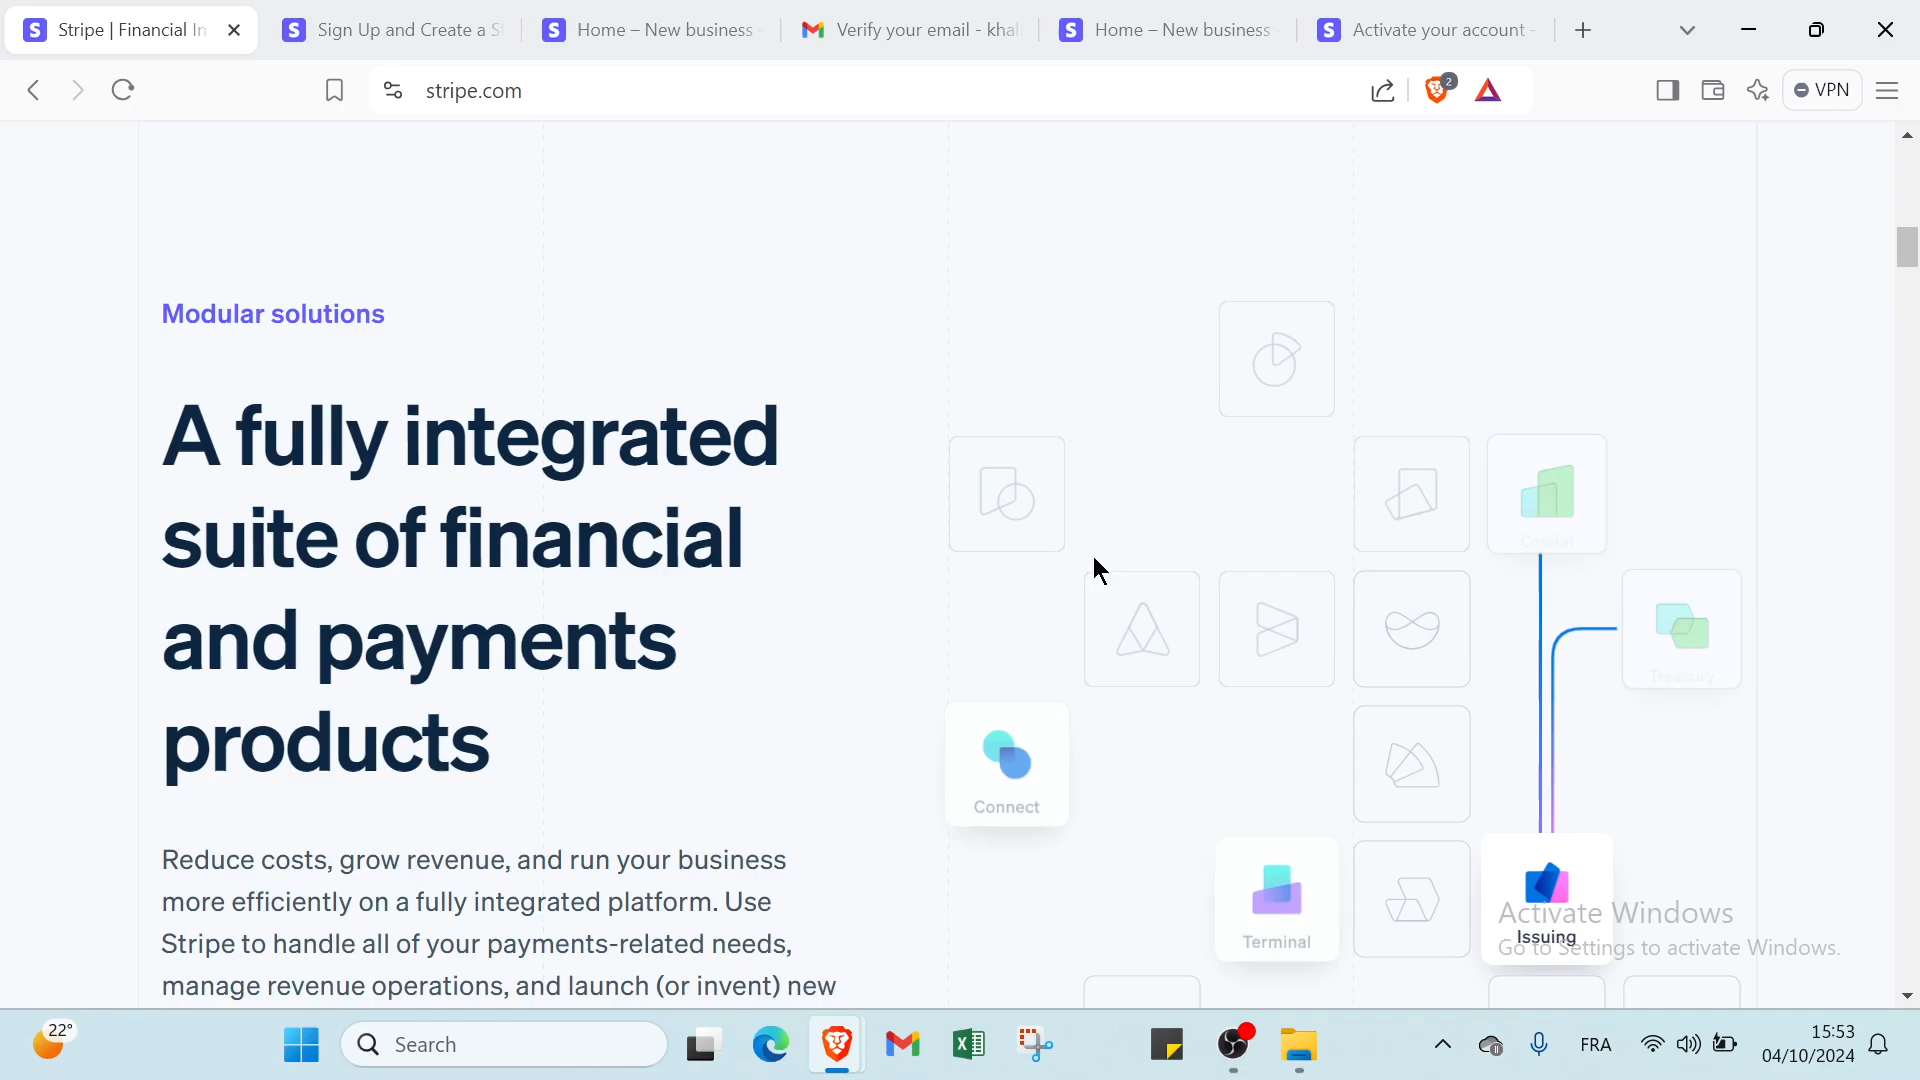 Stripe | Financial In
Sign Up and Create a S
Home – New business –
Verify your email - khal
Home – New business
Activate your account -
stripe.com
2
VPN
Modular solutions
A fully integrated
suite of financial
and payments
products
Capital
Treasury
Connect
Terminal
Issuing
Reduce costs, grow revenue, and run your business
more efficiently on a fully integrated platform. Use
Stripe to handle all of your payments-related needs,
manage revenue operations, and launch (or invent) new
Activate Windows
Go to Settings to activate Windows.
22°
Search
FRA
15:53
04/10/2024